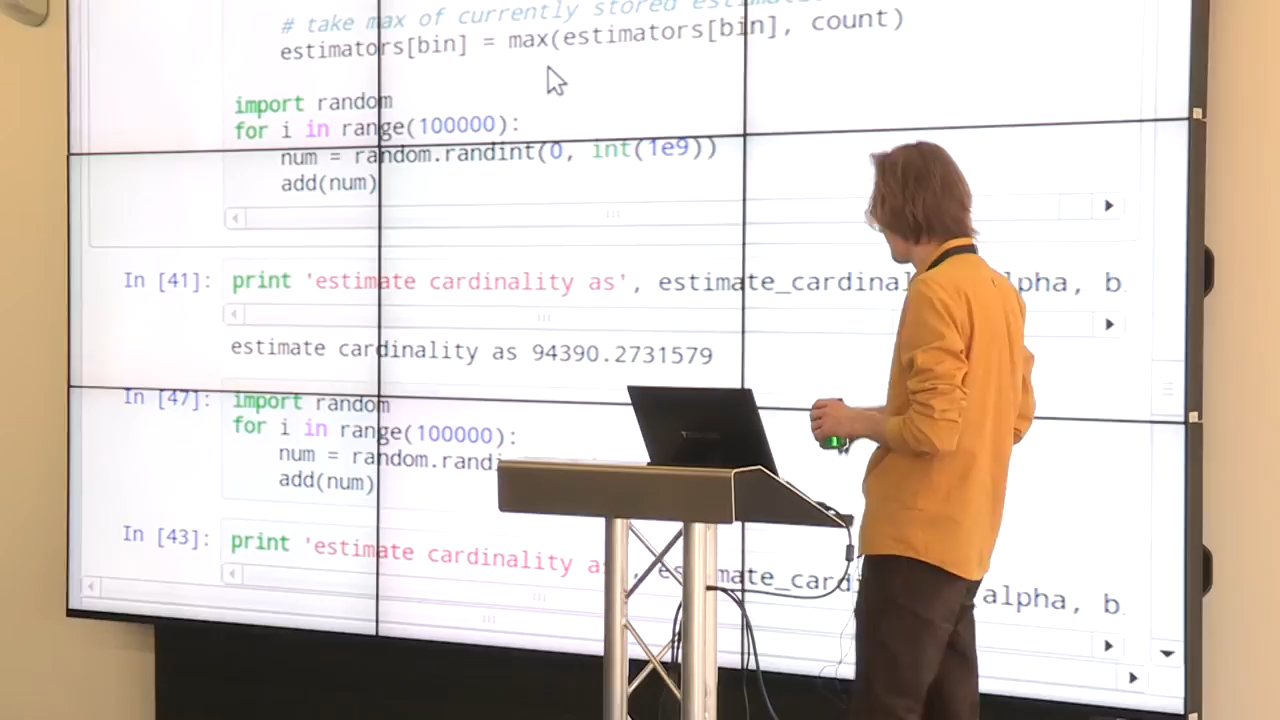 # take max of currently stored
estimators[bin] = max(estimators[bin], count)
import random
for i in range(100000):
num = random.randint(0, int(1e9))
add(num)
In [41]: print 'estimate cardinality as', estimate_cardinal pha, b
estimate cardinality as 94390.2731579
In [47]: import random
for i in range(100000):
num = random.randi
add(num)
In [43]: print 'estimate cardinality a , es mate_cardi alpha, b